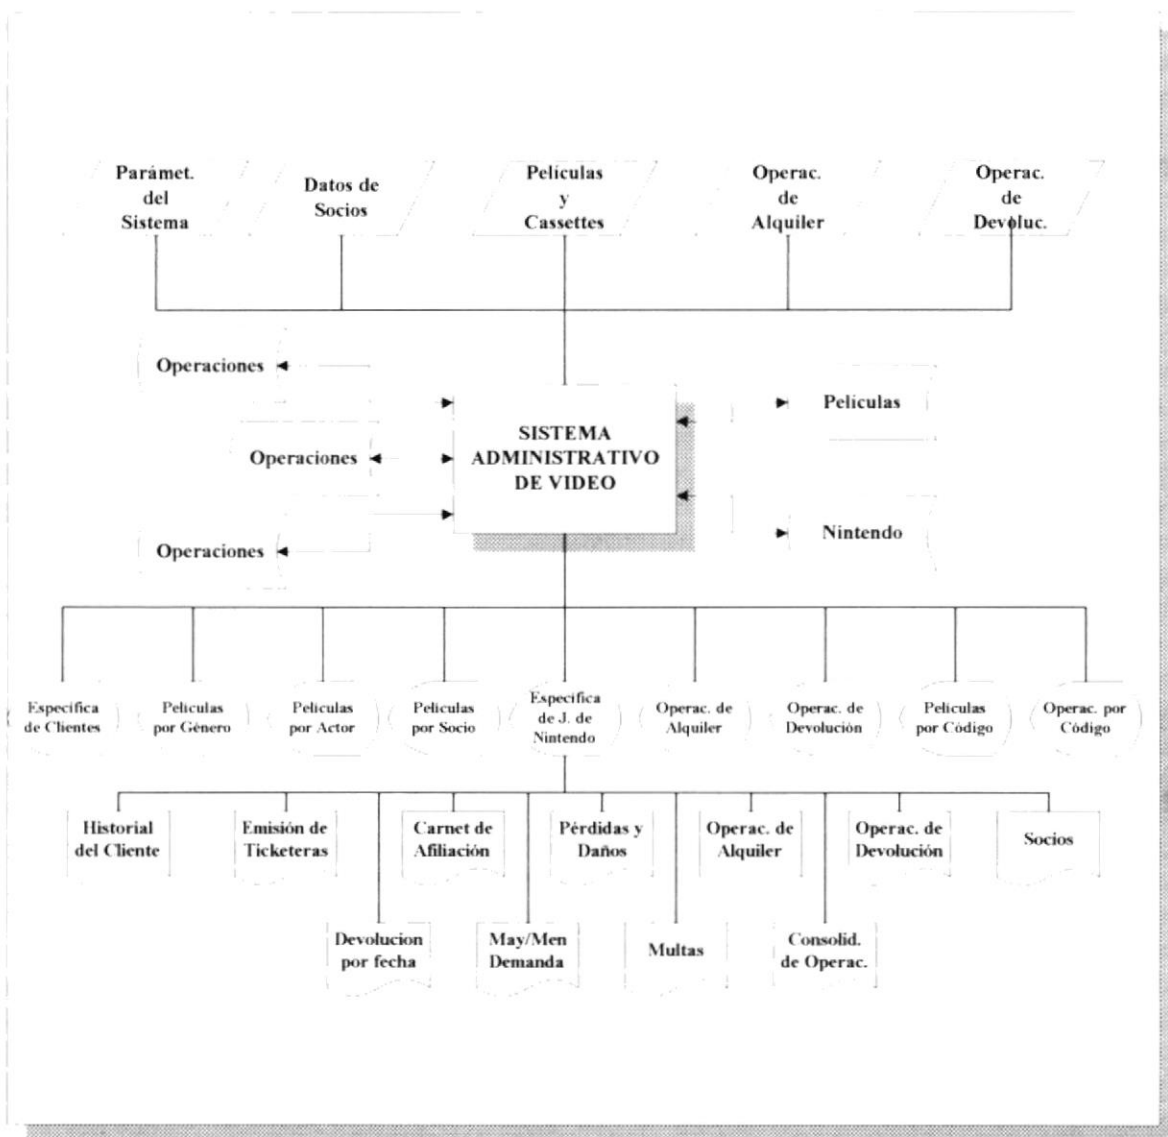 Parámet.
del
Sistema
Datos de
Socios
Películas
y
Cassettes
Operac.
de
Alquiler
Operac.
de
Devoluc.
Operaciones
Operaciones
Operaciones
SISTEMA
ADMINISTRATIVO
DE VIDEO
Películas
Nintendo
Específica
de Clientes
Películas
por Género
Películas
por Actor
Películas
por Socio
Específica
de J. de
Nintendo
Operac. de
Alquiler
Operac. de
Devolución
Películas
por Código
Operac. por
Código
Historial
del Cliente
Emisión de
Ticketeras
Carnet de
Afiliación
Pérdidas y
Daños
Operac. de
Alquiler
Operac. de
Devolución
Socios
Devolucion
por fecha
May/Men
Demanda
Multas
Consolid.
de Operac.